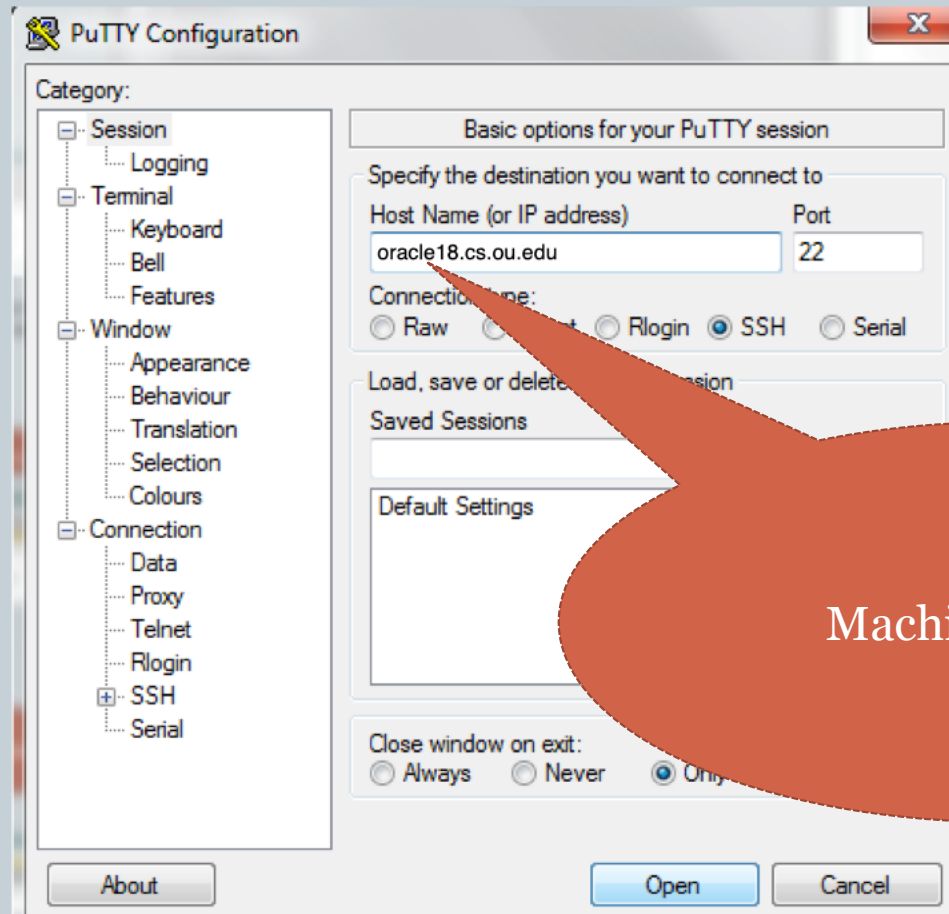 PuTTY Configuration
Category:
Session
Logging
Terminal
Keyboard
Bell
Features
Window
Appearance
Behaviour
Translation
Selection
Colours
Connection
Data
Proxy
Telnet
Rlogin
SSH
Serial
Basic options for your PuTTY session
Specify the destination you want to connect to
Host Name (or IP address) Port
oracle18.cs.ou.edu 22
Connection type:
Raw Rlogin SSH Serial
Load, save or delete
Saved Sessions
Default Settings
Close window on exit:
Always Never
About Open Cancel